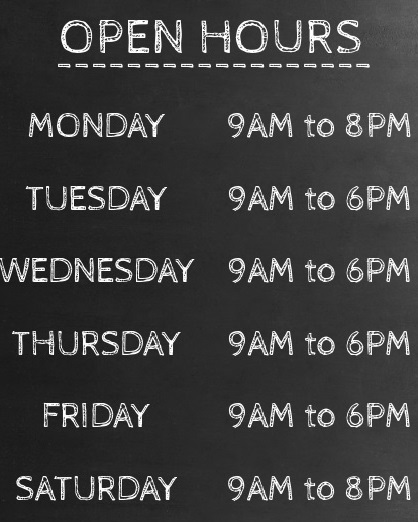 OPEN HOURS
MONDAY 9AM to 8PM
TUESDAY 9AM to 6PM
WEDNESDAY 9AM to 6PM
THURSDAY 9AM to 6PM
FRIDAY 9AM to 6PM
SATURDAY 9AM to 8PM